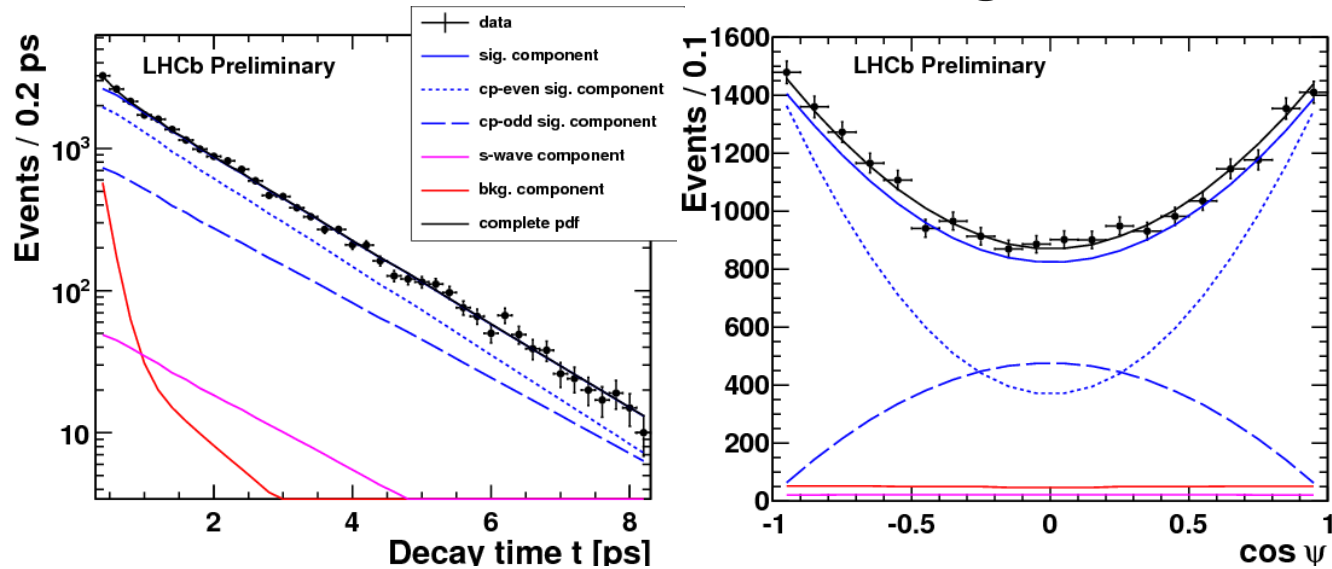 LHCb Preliminary
Events / 0.2 ps
10³
10²
10
2
4
6
8
Decay time t [ps]
data
sig. component
cp-even sig. component
cp-odd sig. component
s-wave component
bkg. component
complete pdf
LHCb Preliminary
Events / 0.1
1600
1400
1200
1000
800
600
400
200
0
-1
-0.5
0
0.5
1
cos ψ